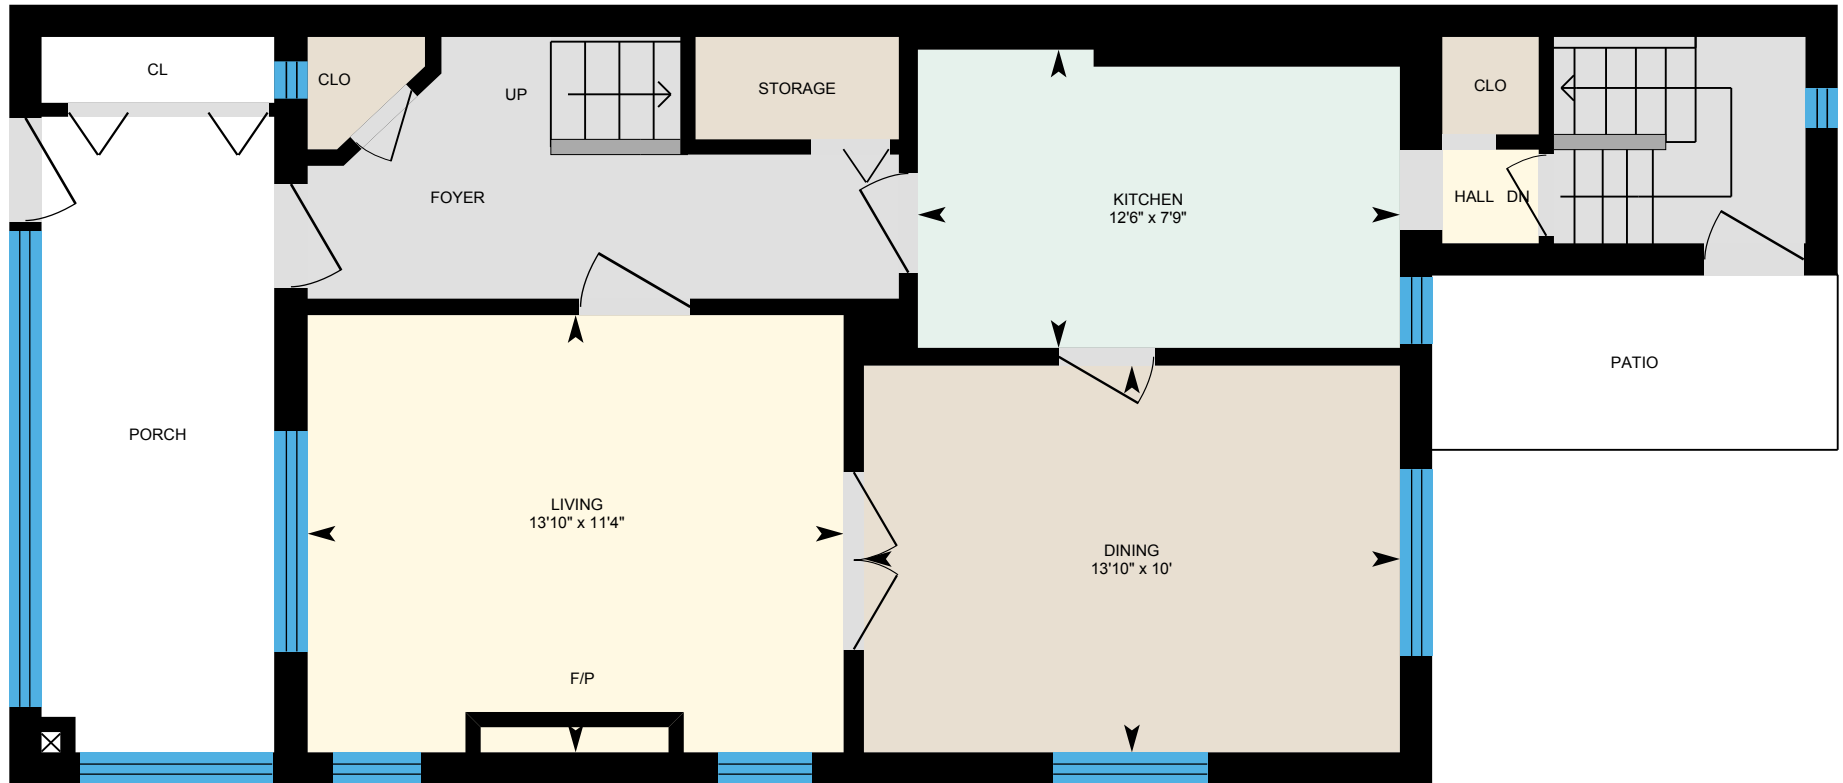 CL
CLO
UP
STORAGE
CLO
FOYER
KITCHEN
12'6" x 7'9"
HALL
DN
PATIO
PORCH
LIVING
13'10" x 11'4"
DINING
13'10" x 10'
F/P